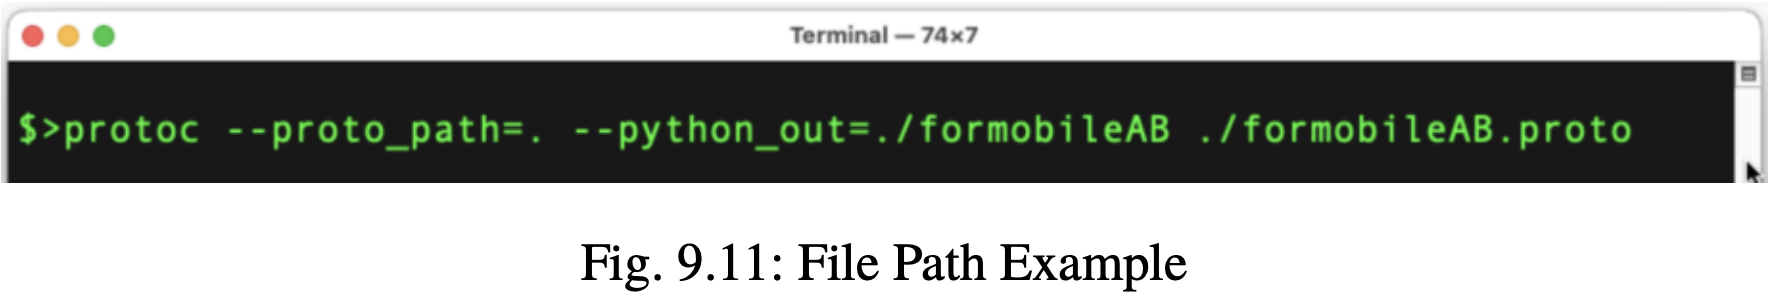 Terminal — 74×7
$>protoc --proto_path=. --python_out=./formobileAB ./formobileAB.proto
Fig. 9.11: File Path Example